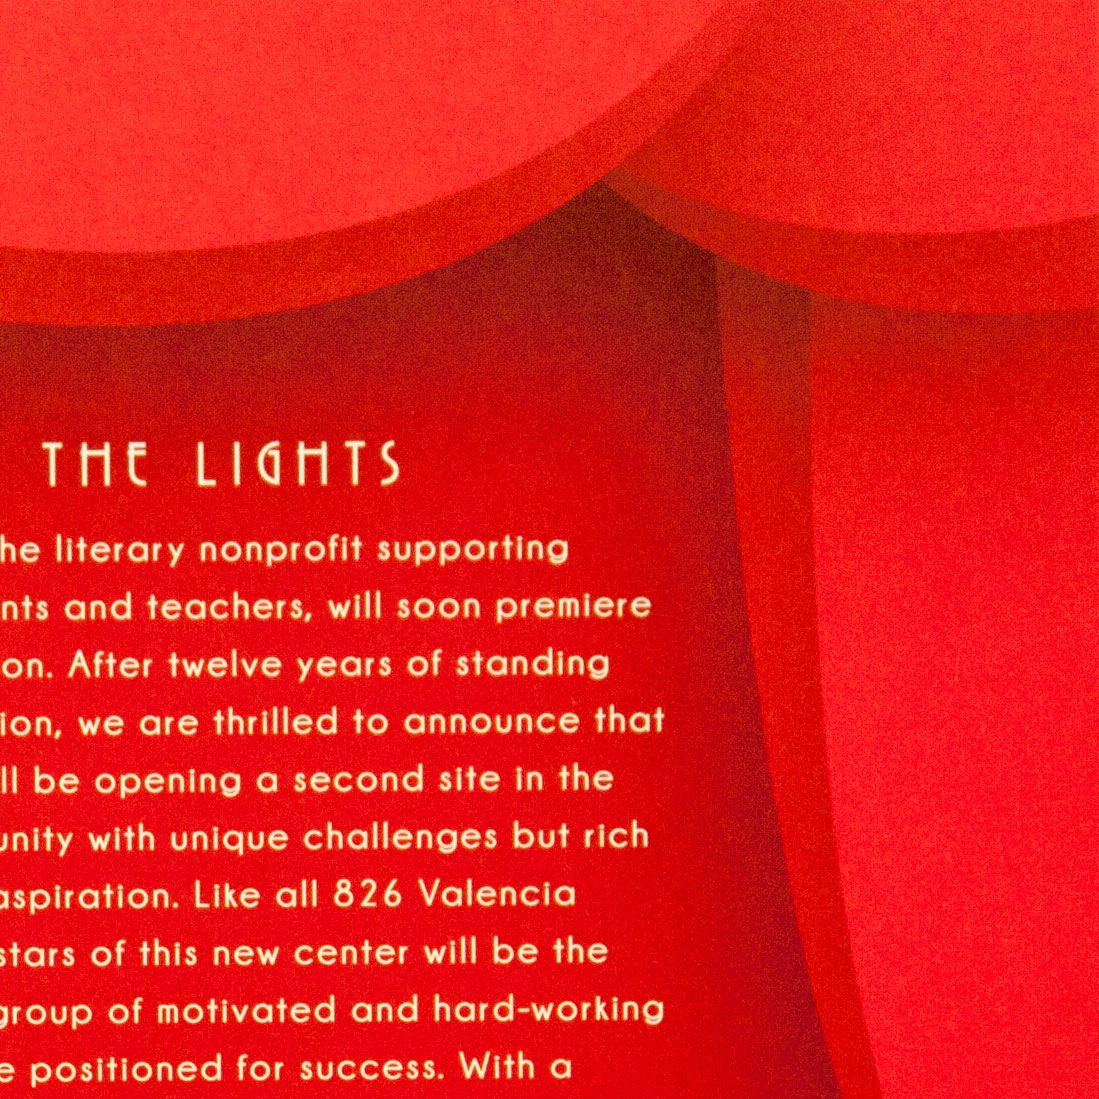 THE LIGHTS
he literary nonprofit supporting
nts and teachers, will soon premiere
on. After twelve years of standing
ion, we are thrilled to announce that
ll be opening a second site in the
unity with unique challenges but rich
aspiration. Like all 826 Valencia
stars of this new center will be the
group of motivated and hard-working
e positioned for success. With a